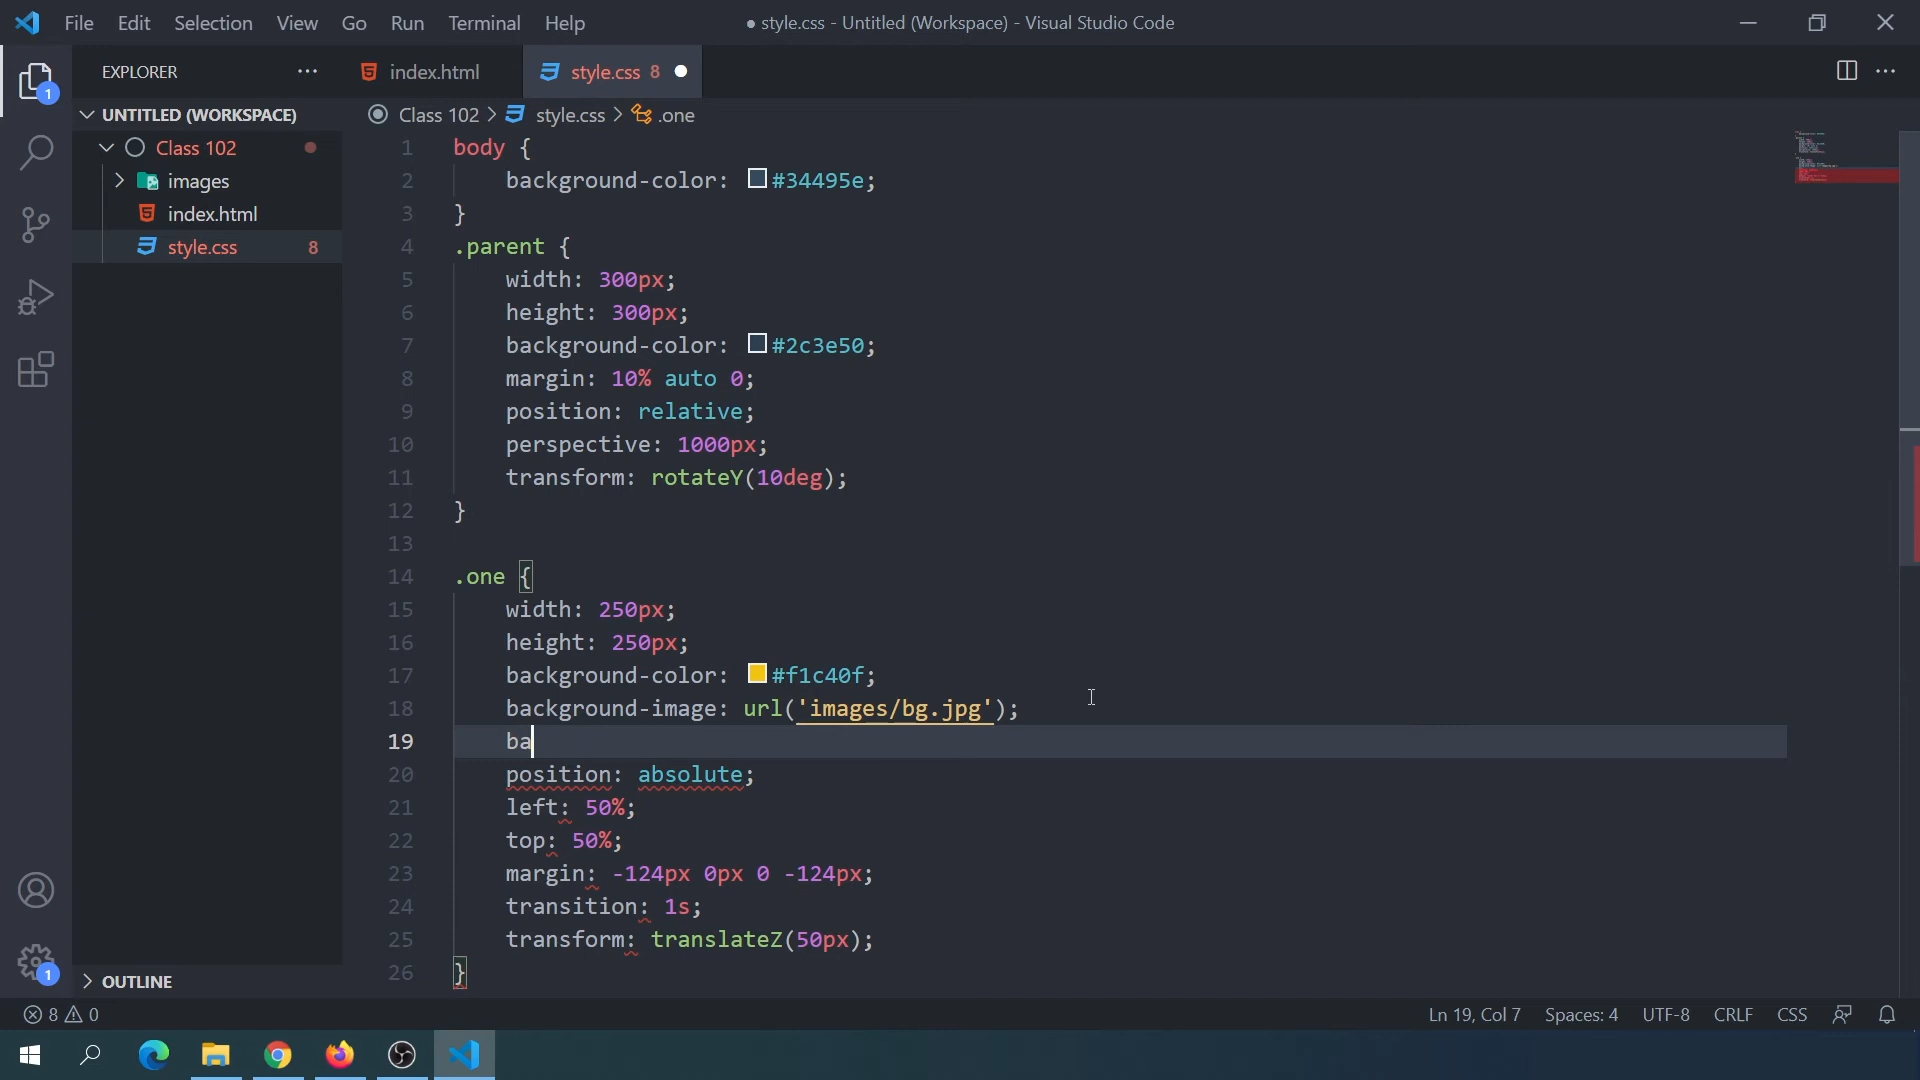 File Edit Selection View Go Run Terminal Help
● style.css - Untitled (Workspace) - Visual Studio Code
EXPLORER ···
index.html
style.css 8 ●
1
UNTITLED (WORKSPACE)
Class 102 > style.css > .one
Class 102
images
index.html
style.css 8
1 body {
2 background-color: #34495e;
3 }
4 .parent {
5 width: 300px;
6 height: 300px;
7 background-color: #2c3e50;
8 margin: 10% auto 0;
9 position: relative;
10 perspective: 1000px;
11 transform: rotateY(10deg);
12 }
13
14 .one {
15 width: 250px;
16 height: 250px;
17 background-color: #f1c40f;
18 background-image: url('images/bg.jpg');
19 ba
20 position: absolute;
21 left: 50%;
22 top: 50%;
23 margin: -124px 0px 0 -124px;
24 transition: 1s;
25 transform: translateZ(50px);
26 }
1
OUTLINE
8 0
Ln 19, Col 7 Spaces: 4 UTF-8 CRLF CSS